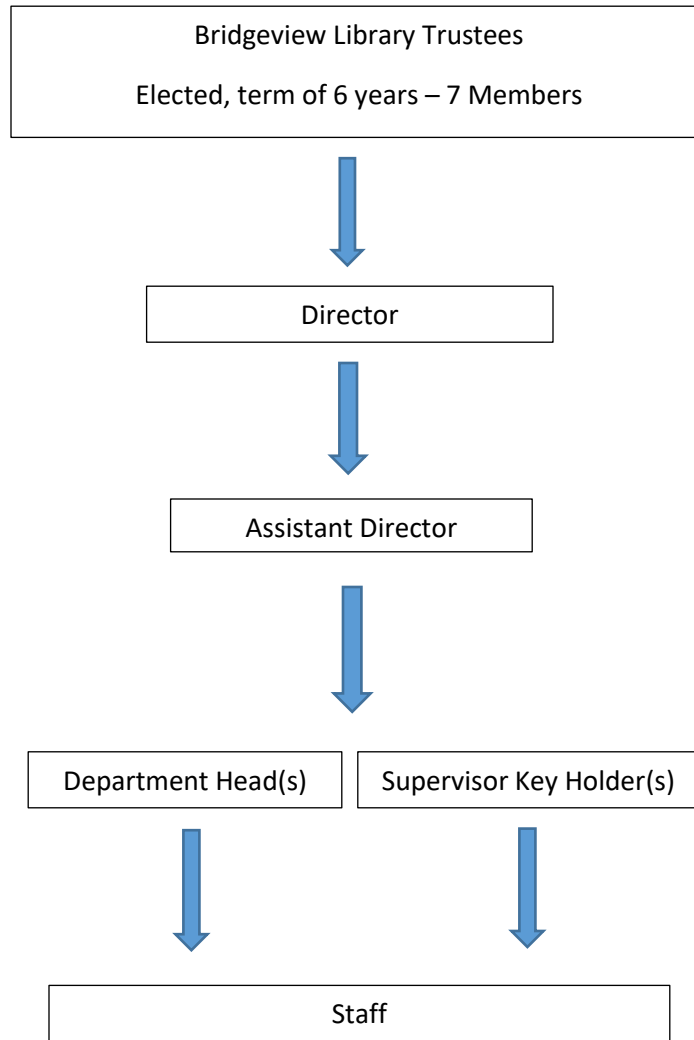 Bridgeview Library Trustees
Elected, term of 6 years – 7 Members
Director
Assistant Director
Department Head(s)
Supervisor Key Holder(s)
Staff